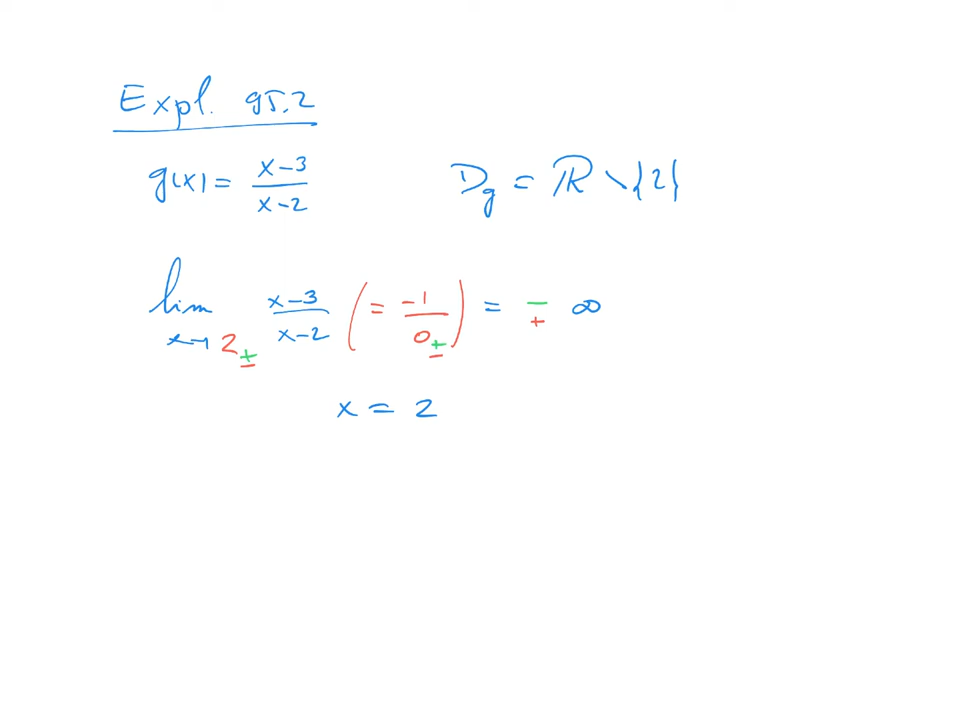 Expl. 95.2
g(x) = (x-3)/(x-2)    D_g = ℝ \ {2}
lim_{x→2±} (x-3)/(x-2) (= -1/0±) = ∓ ∞
x = 2